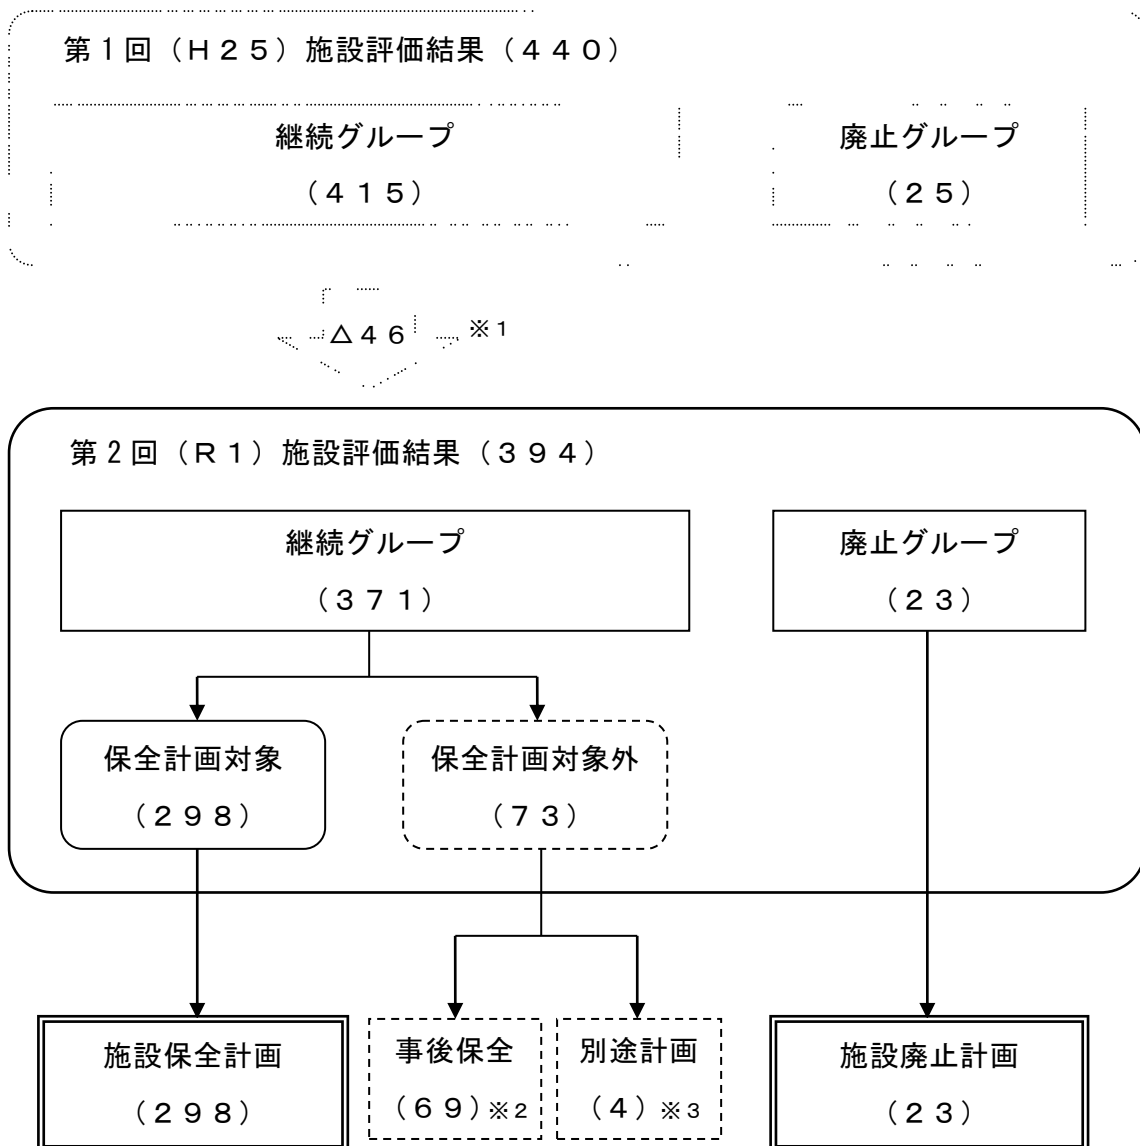 第1回(H25)施設評価結果(440)
継続グループ
(415)
廃止グループ
(25)
△46 ※1
第2回(R1)施設評価結果(394)
継続グループ
(371)
廃止グループ
(23)
保全計画対象
(298)
保全計画対象外
(73)
施設保全計画
(298)
事後保全
(69)※2
別途計画
(4)※3
施設廃止計画
(23)